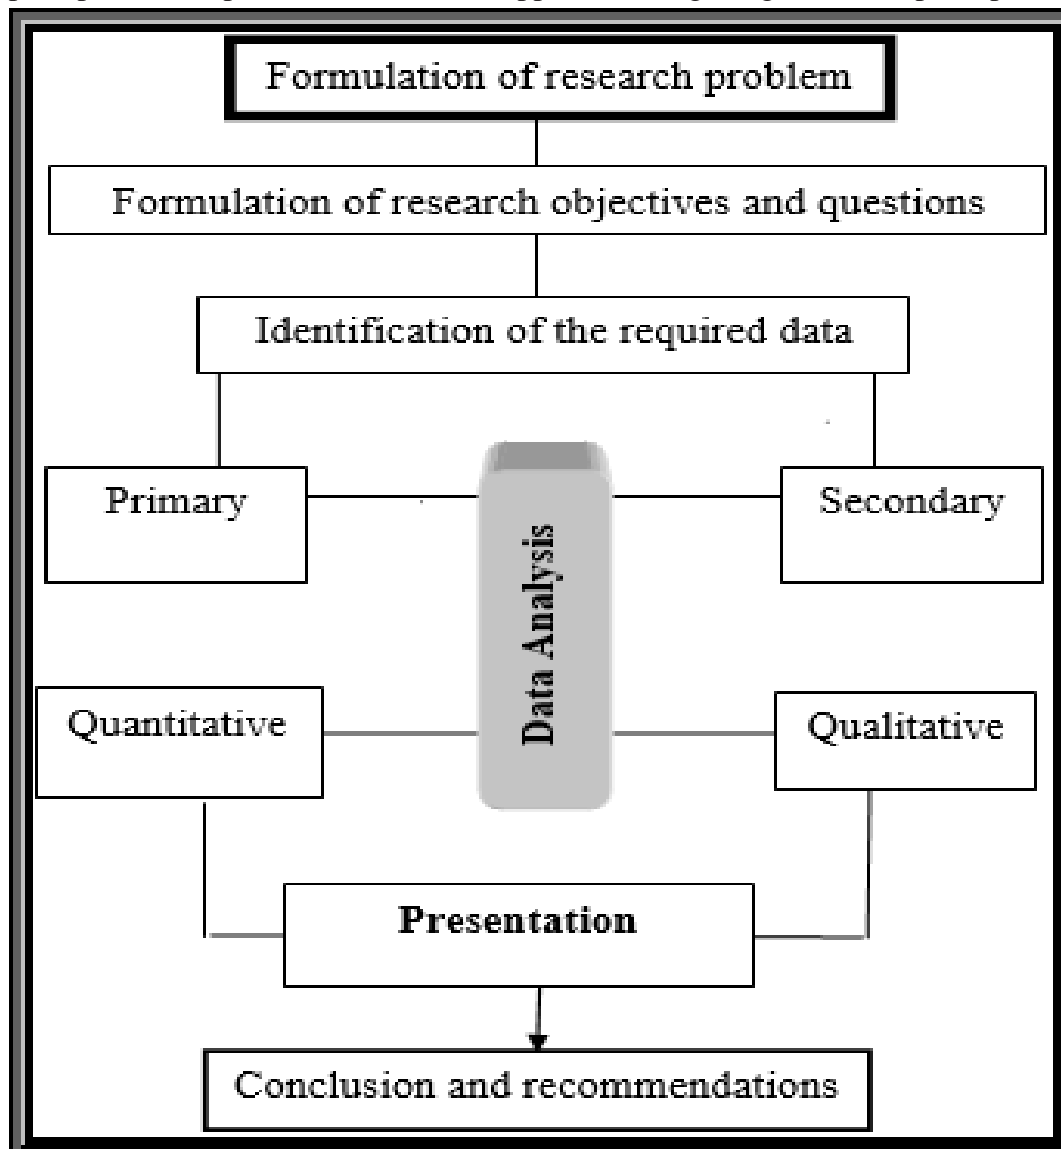 Formulation of research problem
Formulation of research objectives and questions
Identification of the required data
Primary
Secondary
Data Analysis
Quantitative
Qualitative
Presentation
Conclusion and recommendations